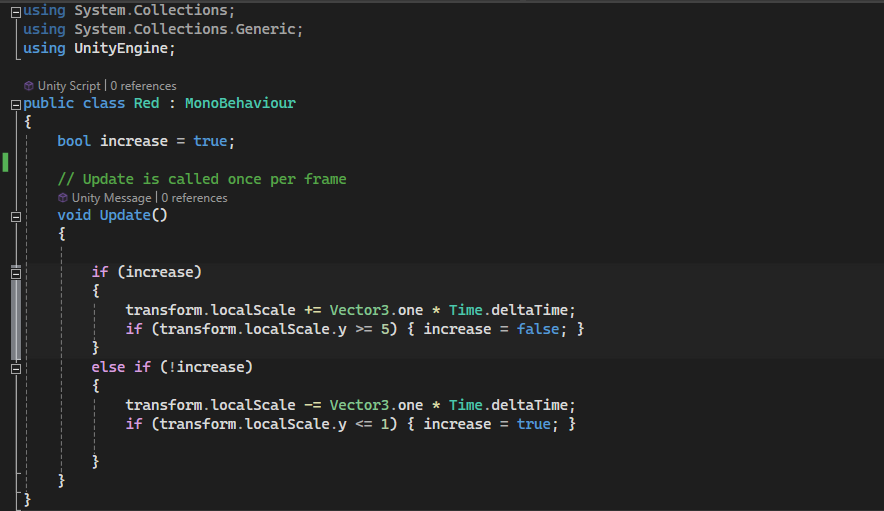 using System.Collections;
using System.Collections.Generic;
using UnityEngine;
Unity Script | 0 references
public class Red : MonoBehaviour
{
bool increase = true;
// Update is called once per frame
Unity Message | 0 references
void Update()
{
if (increase)
{
transform.localScale += Vector3.one * Time.deltaTime;
if (transform.localScale.y >= 5) { increase = false; }
}
else if (!increase)
{
transform.localScale -= Vector3.one * Time.deltaTime;
if (transform.localScale.y <= 1) { increase = true; }
}
}
}